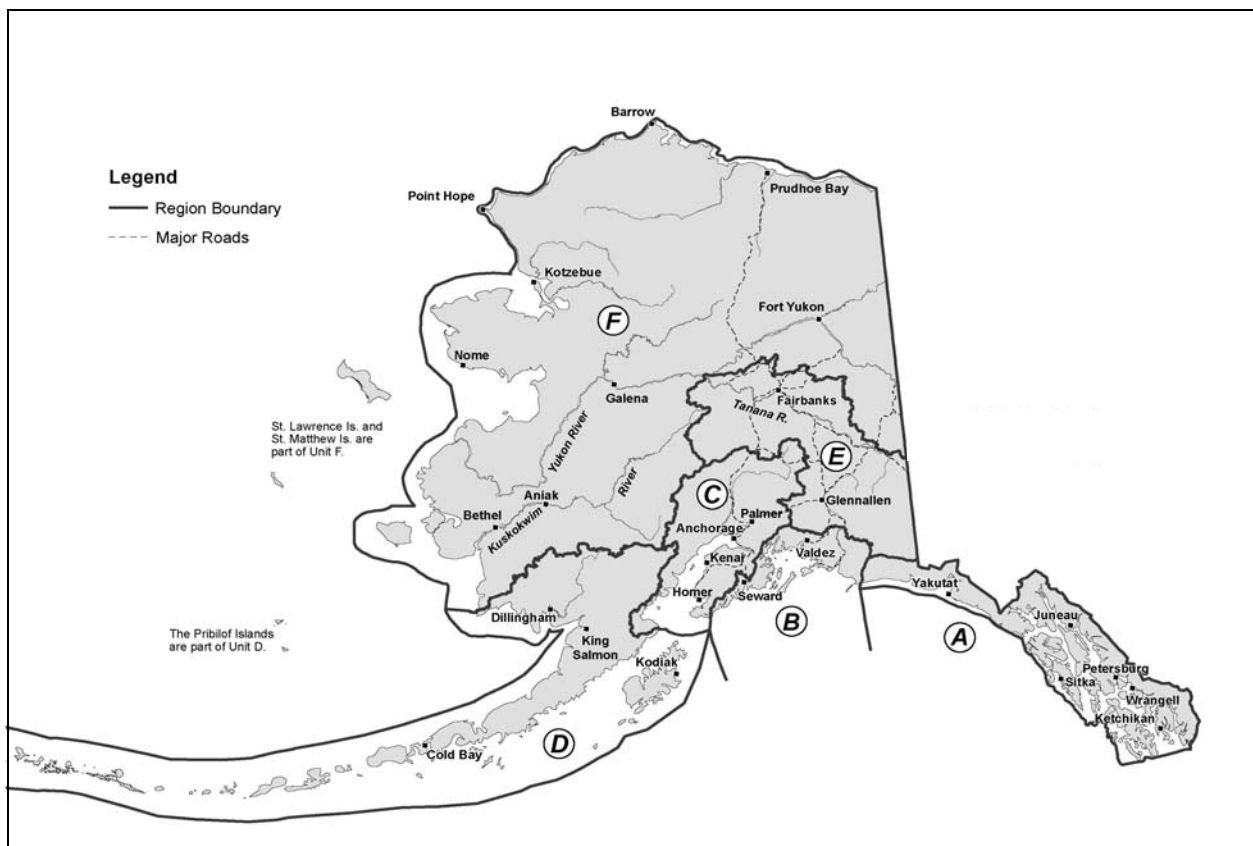 Barrow
Legend
Region Boundary
Major Roads
Prudhoe Bay
Point Hope
Kotzebue
Fort Yukon
F
Nome
Galena
Fairbanks
Tanana R.
St. Lawrence Is. and
St. Matthew Is. are
part of Unit F.
Yukon River
River
E
C
Aniak
Glennallen
Bethel
Kuskokwim
Palmer
Anchorage
Valdez
Kenai
Yakutat
Homer
Seward
Dillingham
B
A
Juneau
The Pribilof Islands
are part of Unit D.
King
Salmon
Kodiak
Petersburg
Sitka
Wrangell
Ketchikan
D
Cold Bay